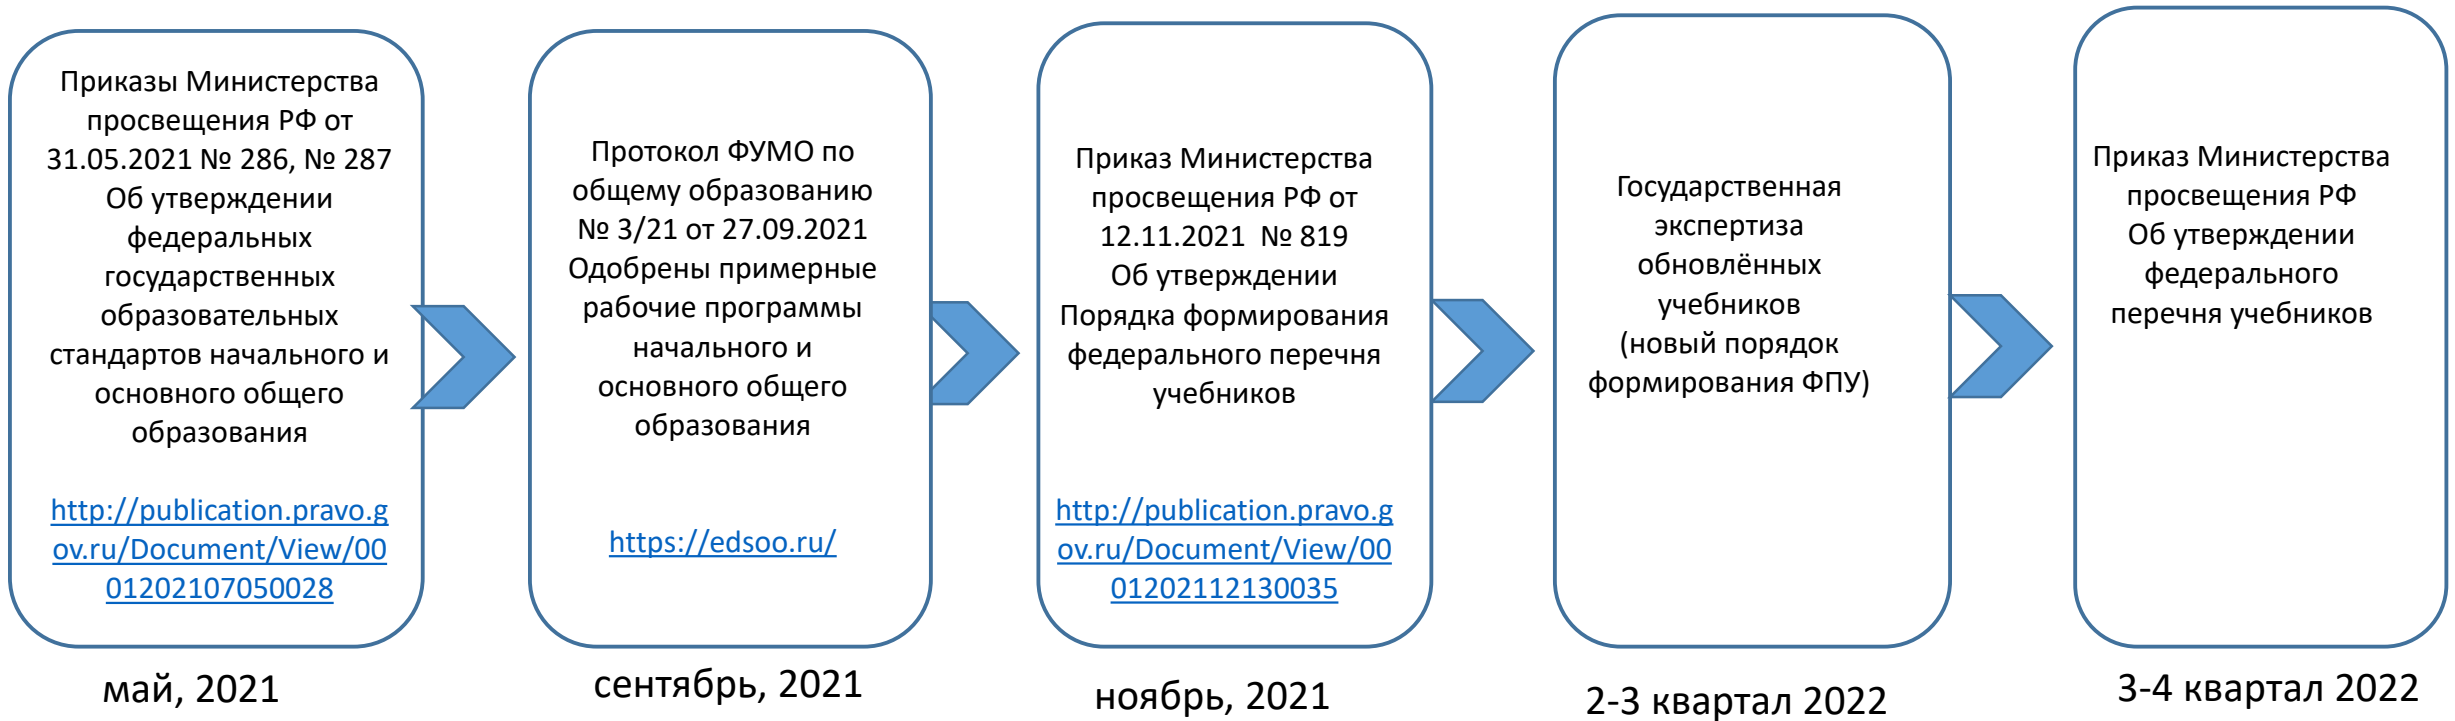 Приказы Министерства
просвещения РФ от
31.05.2021 № 286, № 287
Об утверждении
федеральных
государственных
образовательных
стандартов начального и
основного общего
образования
http://publication.pravo.g
ov.ru/Document/View/00
01202107050028
май, 2021
Протокол ФУМО по
общему образованию
№ 3/21 от 27.09.2021
Одобрены примерные
рабочие программы
начального и
основного общего
образования
https://edsoo.ru/
сентябрь, 2021
Приказ Министерства
просвещения РФ от
12.11.2021 № 819
Об утверждении
Порядка формирования
федерального перечня
учебников
http://publication.pravo.g
ov.ru/Document/View/00
01202112130035
ноябрь, 2021
Государственная
экспертиза
обновлённых
учебников
(новый порядок
формирования ФПУ)
2-3 квартал 2022
Приказ Министерства
просвещения РФ
Об утверждении
федерального
перечня учебников
3-4 квартал 2022